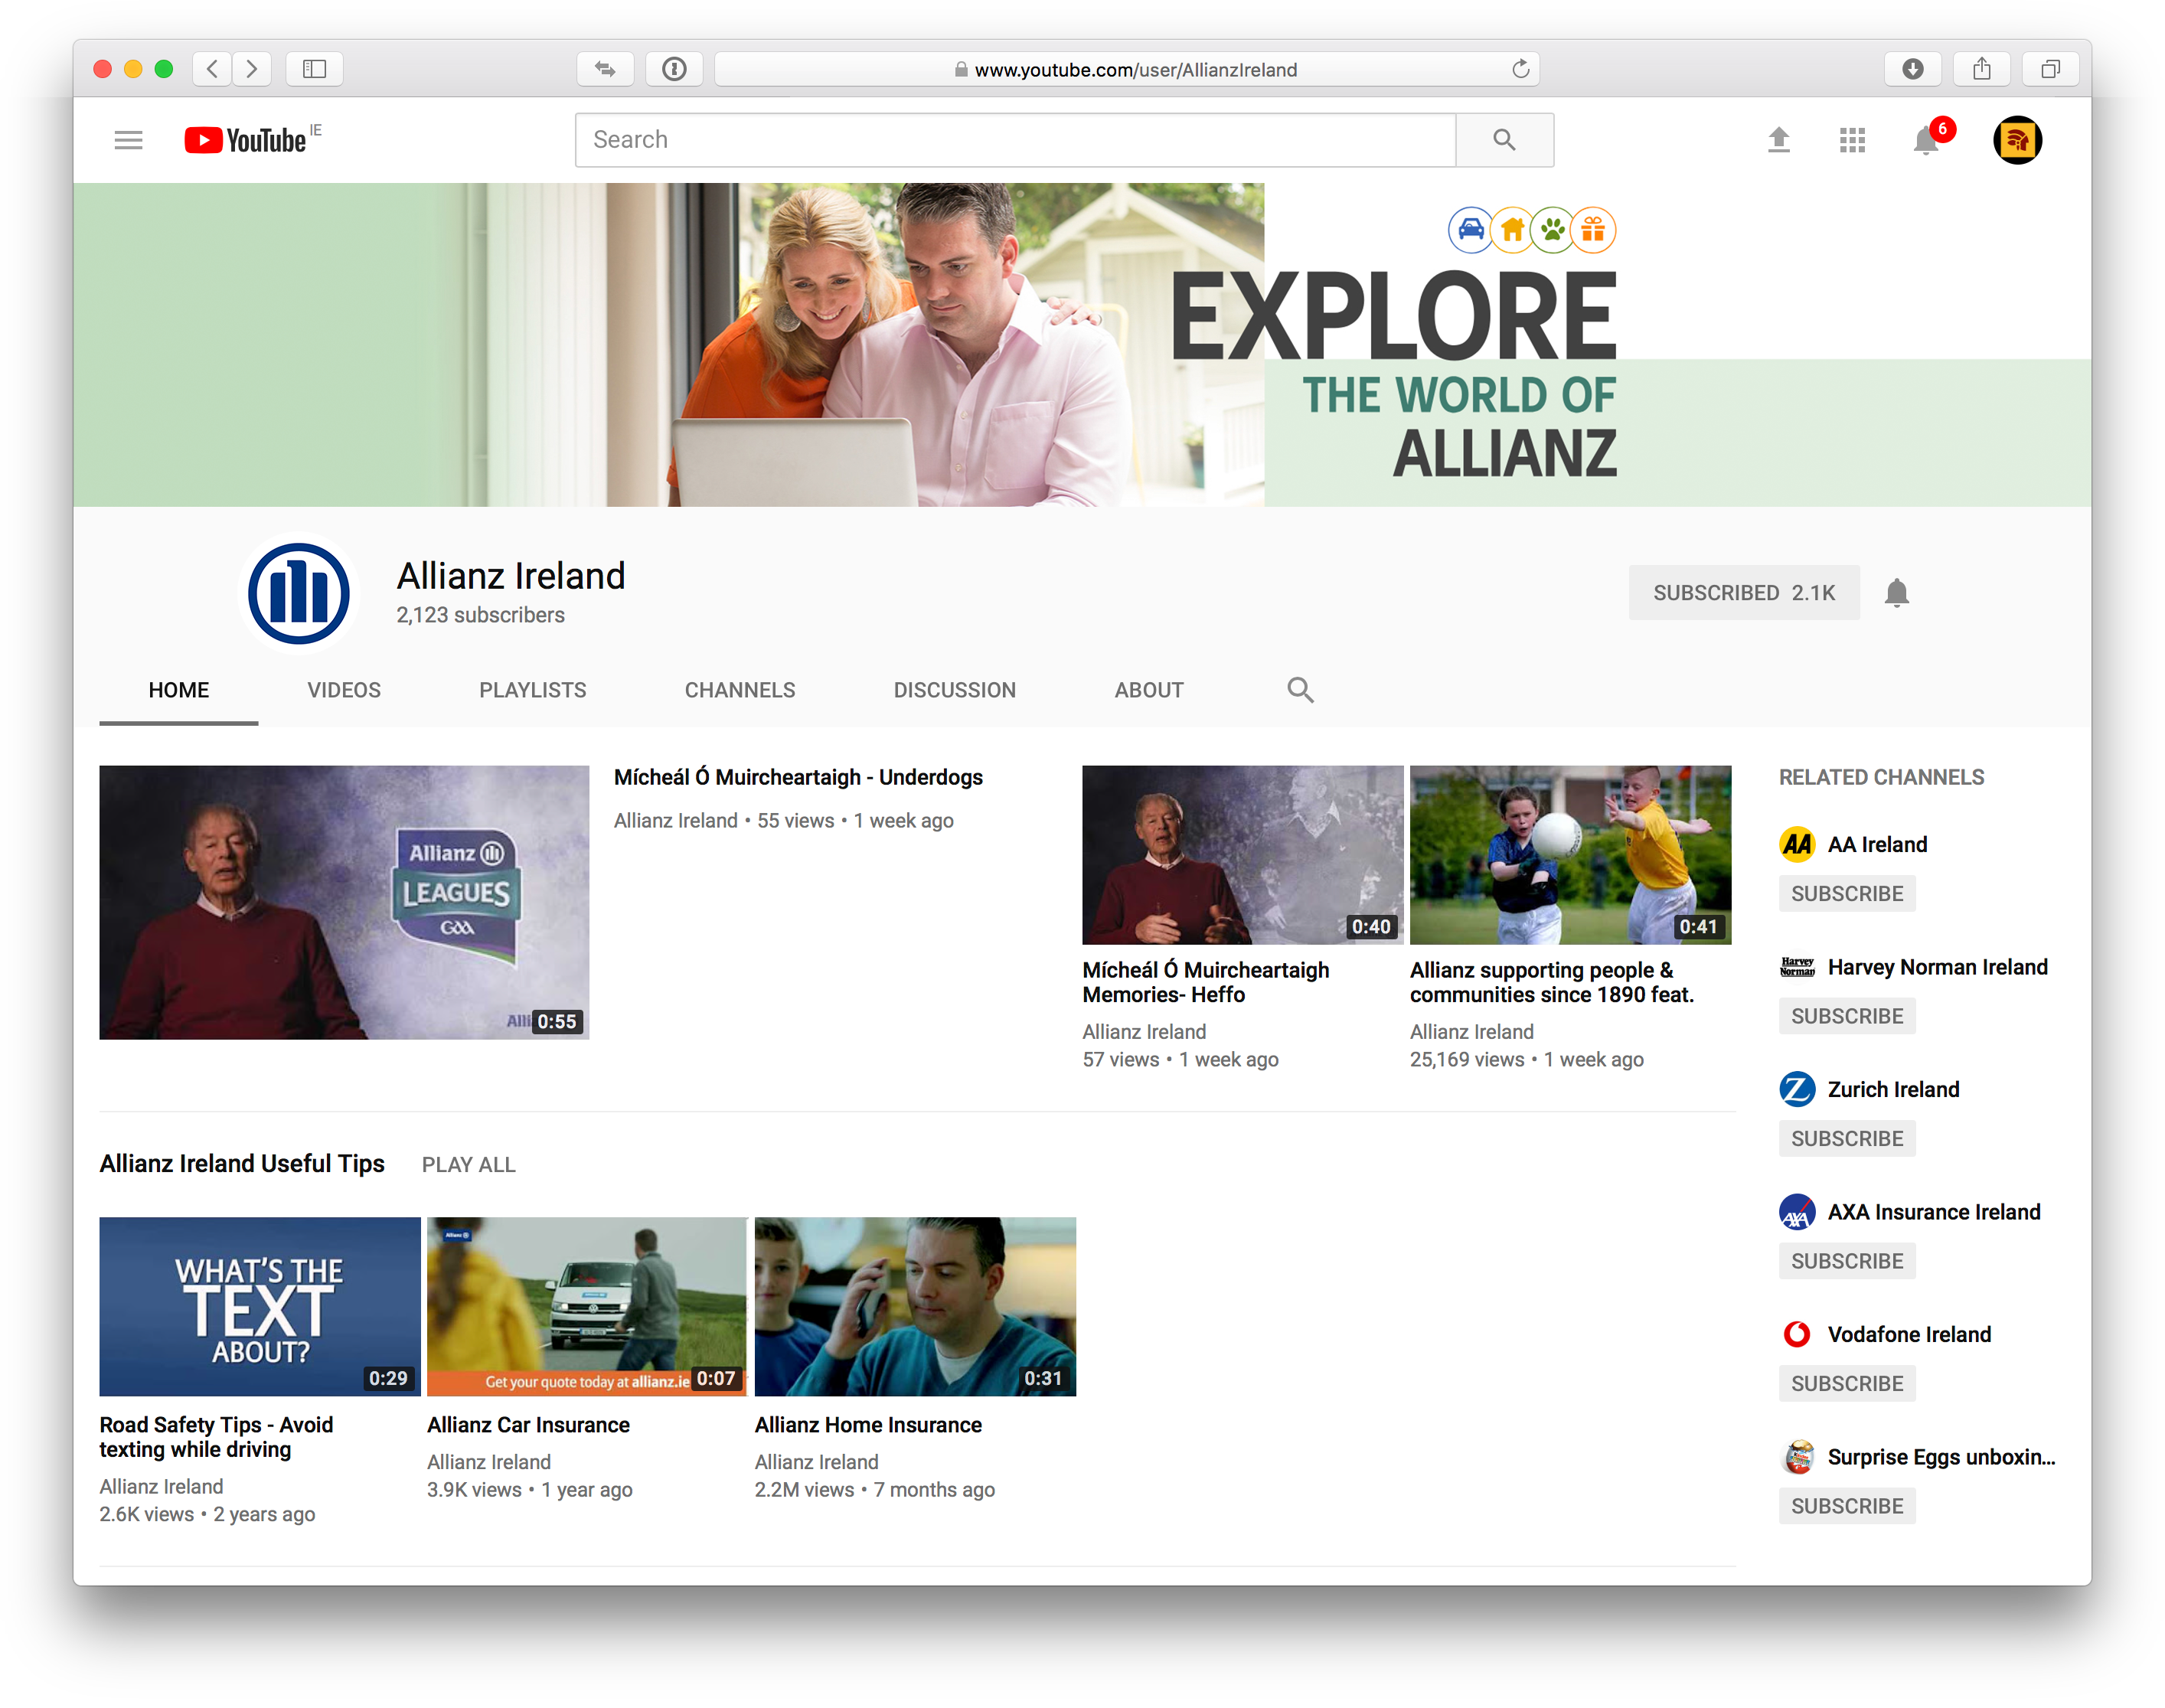 www.youtube.com/user/AllianzIreland
YouTube IE
Search
6
EXPLORE
THE WORLD OF
ALLIANZ
Allianz Ireland
2,123 subscribers
SUBSCRIBED 2.1K
HOME VIDEOS PLAYLISTS CHANNELS DISCUSSION ABOUT
Allianz
LEAGUES
GAA
Alli
0:55
Mícheál Ó Muircheartaigh - Underdogs
Allianz Ireland • 55 views • 1 week ago
0:40
Mícheál Ó Muircheartaigh
Memories- Heffo
Allianz Ireland
57 views • 1 week ago
0:41
Allianz supporting people &
communities since 1890 feat.
Allianz Ireland
25,169 views • 1 week ago
Allianz Ireland Useful Tips PLAY ALL
WHAT'S THE
TEXT
ABOUT?
0:29
Road Safety Tips - Avoid
texting while driving
Allianz Ireland
2.6K views • 2 years ago
Allianz
Get your quote today at allianz.ie
0:07
Allianz Car Insurance
Allianz Ireland
3.9K views • 1 year ago
0:31
Allianz Home Insurance
Allianz Ireland
2.2M views • 7 months ago
RELATED CHANNELS
AA AA Ireland
SUBSCRIBE
Harvey
Norman
Harvey Norman Ireland
SUBSCRIBE
Z Zurich Ireland
SUBSCRIBE
AXA AXA Insurance Ireland
SUBSCRIBE
Vodafone Ireland
SUBSCRIBE
Surprise Eggs unboxin...
SUBSCRIBE